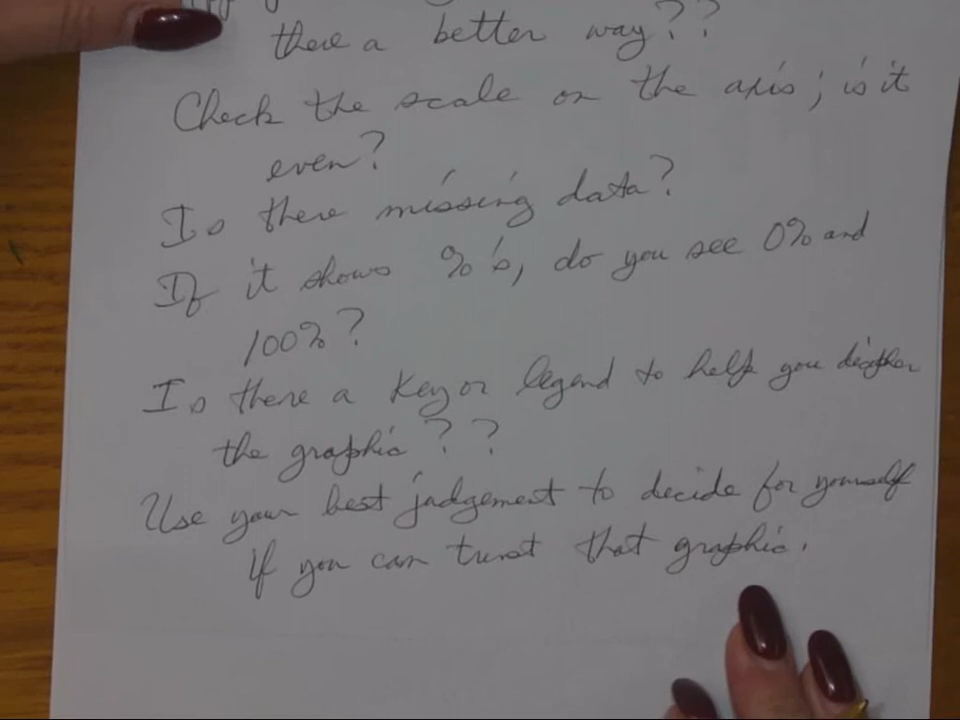 there a better way??
Check the scale on the axis; is it
even?
Is there missing data?
If it shows %'s, do you see 0% and
100%?
Is there a key or legend to help you
the graphic??
Use your best judgement to decide for yourself
if you can trust that graphic.